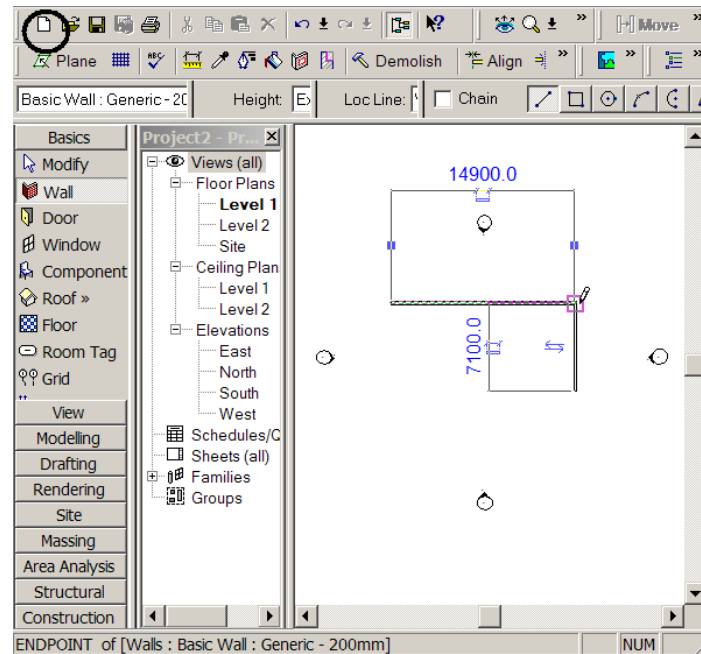 Move
Plane ABC Demolish Align
Basic Wall : Generic - 20 Height: Loc Line: Chain
Basics
Modify
Wall
Door
Window
Component
Roof »
Floor
Room Tag
Grid
View
Modelling
Drafting
Rendering
Site
Massing
Area Analysis
Structural
Construction
Project2 - Pr...
Views (all)
Floor Plans
Level 1
Level 2
Site
Ceiling Plan
Level 1
Level 2
Elevations
East
North
South
West
Schedules/Q
Sheets (all)
Families
Groups
14900.0
7100.0
ENDPOINT of [Walls : Basic Wall : Generic - 200mm] NUM